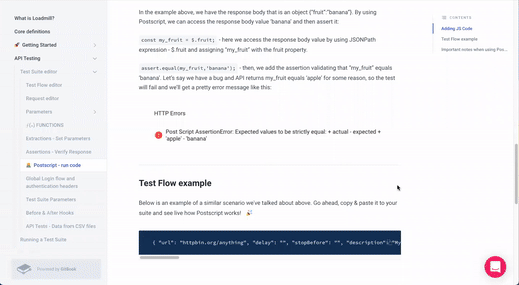 What is Loadmill?
Core definitions
🚀 Getting Started
API Testing
Test Suite editor
Test Flow editor
Request editor
Parameters
FUNCTIONS
Extractions - Set Parameters
Assertions - Verify Response
Postscript - run code
Global Login flow and
authentication headers
Test Suite Parameters
Before & After Hooks
API Tests - Data from CSV files
Running a Test Suite
Powered by GitBook
In the example above, we have the response body that is an object {"fruit":"banana"}. By using
Postscript, we can access the response body value 'banana' and then assert it:
const my_fruit = $.fruit; - here we access the response body value by using JSONPath
expression - $.fruit and assigning "my_fruit" with the fruit property.
assert.equal(my_fruit,'banana'); - then, we add the assertion validating that "my_fruit" equals
'banana'. Let's say we have a bug and API returns my_fruit equals 'apple' for some reason, so the test
will fail and we'll get a pretty error message like this:
HTTP Errors
Post Script AssertionError: Expected values to be strictly equal: + actual - expected +
'apple' - 'banana'
Test Flow example
Below is an example of a similar scenario we've talked about above. Go ahead, copy & paste it to your
suite and see live how Postscript works! 🎉
{ "url": "httpbin.org/anything", "delay": "", "stopBefore": "", "description": "My
CONTENTS
Adding JS Code
Test Flow example
Important notes when using Pos...